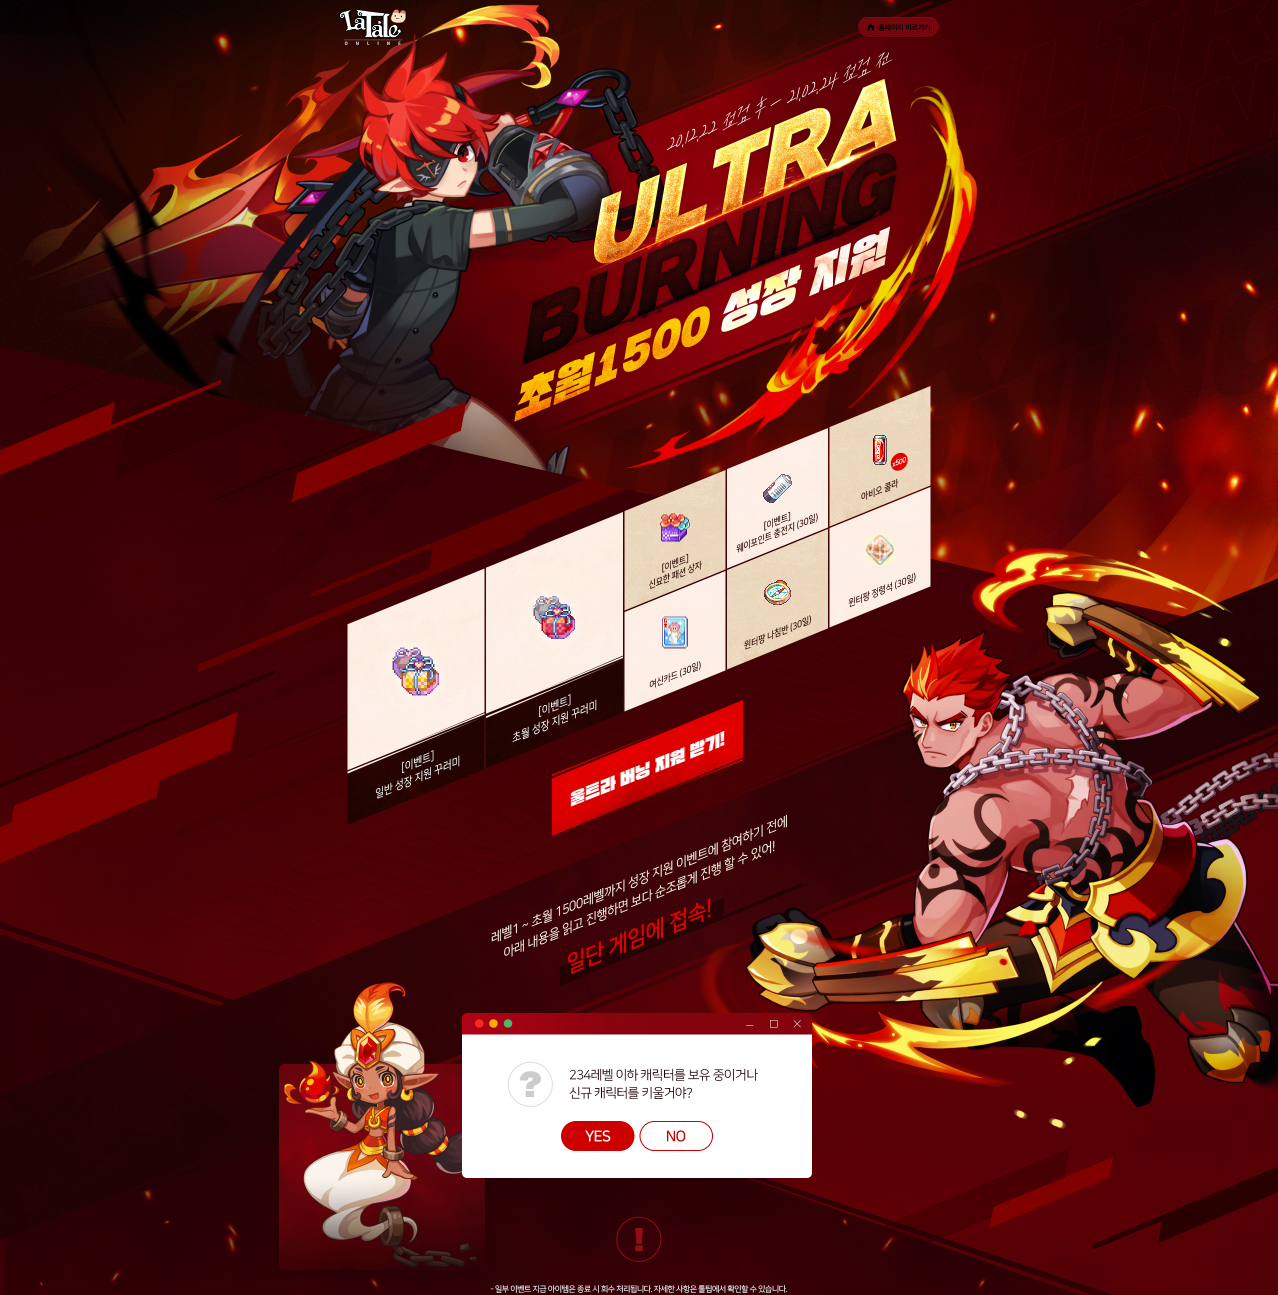 LaTale
ONLINE
홈페이지 바로가기
20.12.22 점검 후 - 21.02.24 점검 전
ULTRA
BURNING
초월1500 성장 지원
x500
아비오 콜라
[이벤트]
웨이포인트 충전지 (30일)
[이벤트]
신묘한 패션 상자
윈터팡 정령석 (30일)
윈터팡 나침반 (30일)
여신카드 (30일)
[이벤트]
초월 성장 지원 꾸러미
[이벤트]
일반 성장 지원 꾸러미
울트라 버닝 지원 받기!
레벨1 ~ 초월 1500레벨까지 성장 지원 이벤트에 참여하기 전에
아래 내용을 읽고 진행하면 보다 순조롭게 진행 할 수 있어!
일단 게임에 접속!
234레벨 이하 캐릭터를 보유 중이거나
신규 캐릭터를 키울거야?
YES
NO
- 일부 이벤트 지급 아이템은 종료 시 회수 처리됩니다. 자세한 사항은 툴팁에서 확인할 수 있습니다.